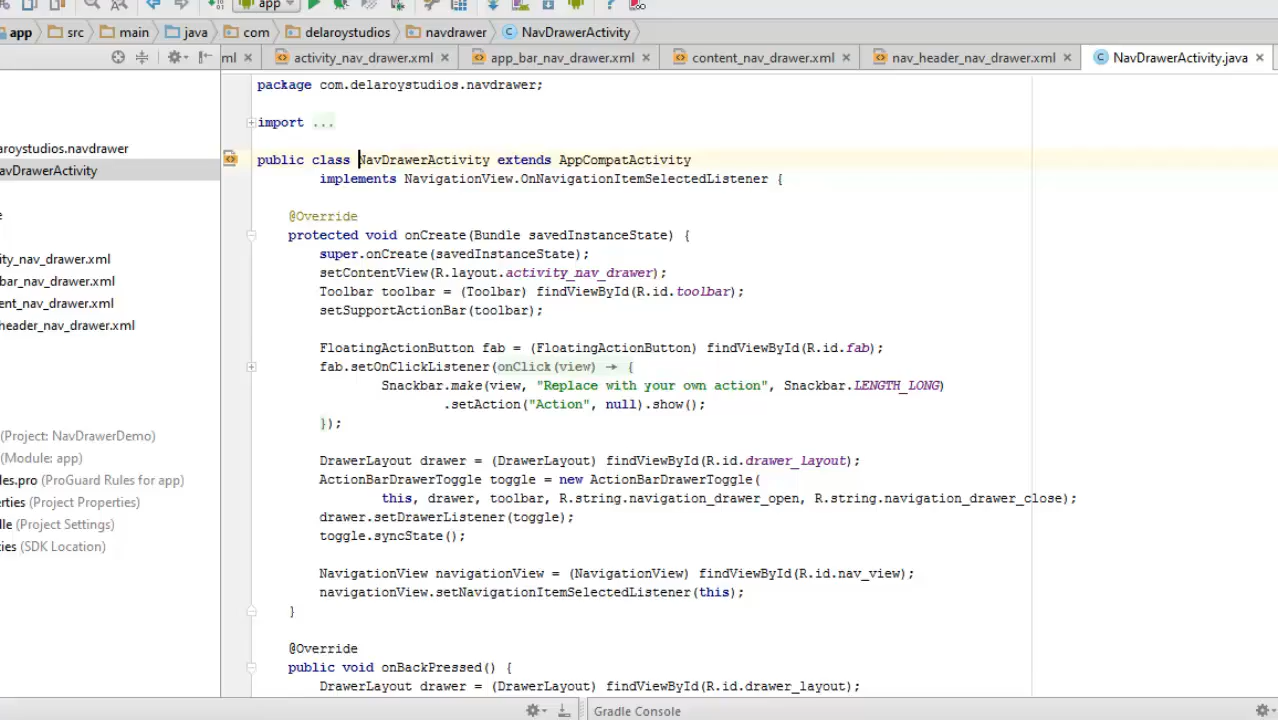 app
app src main java com delaroystudios navdrawer NavDrawerActivity
ml activity_nav_drawer.xml app_bar_nav_drawer.xml content_nav_drawer.xml nav_header_nav_drawer.xml NavDrawerActivity.java
package com.delaroystudios.navdrawer;
import ...
public class NavDrawerActivity extends AppCompatActivity
implements NavigationView.OnNavigationItemSelectedListener {
@Override
protected void onCreate(Bundle savedInstanceState) {
super.onCreate(savedInstanceState);
setContentView(R.layout.activity_nav_drawer);
Toolbar toolbar = (Toolbar) findViewById(R.id.toolbar);
setSupportActionBar(toolbar);
FloatingActionButton fab = (FloatingActionButton) findViewById(R.id.fab);
fab.setOnClickListener(onClick(view) → {
Snackbar.make(view, "Replace with your own action", Snackbar.LENGTH_LONG)
.setAction("Action", null).show();
});
DrawerLayout drawer = (DrawerLayout) findViewById(R.id.drawer_layout);
ActionBarDrawerToggle toggle = new ActionBarDrawerToggle(
this, drawer, toolbar, R.string.navigation_drawer_open, R.string.navigation_drawer_close);
drawer.setDrawerListener(toggle);
toggle.syncState();
NavigationView navigationView = (NavigationView) findViewById(R.id.nav_view);
navigationView.setNavigationItemSelectedListener(this);
}
@Override
public void onBackPressed() {
DrawerLayout drawer = (DrawerLayout) findViewById(R.id.drawer_layout);
aroystudios.navdrawer
avDrawerActivity
e
ity_nav_drawer.xml
bar_nav_drawer.xml
ent_nav_drawer.xml
header_nav_drawer.xml
(Project: NavDrawerDemo)
(Module: app)
les.pro (ProGuard Rules for app)
erties (Project Properties)
dle (Project Settings)
ties (SDK Location)
Gradle Console